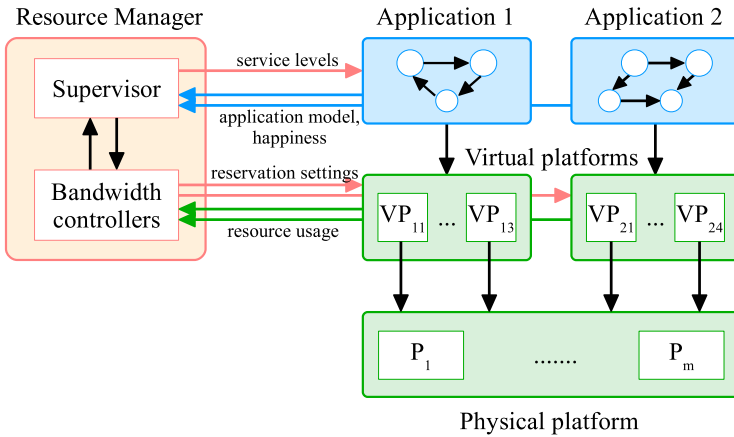 Resource Manager
Application 1
Application 2
Supervisor
service levels
application model,
happiness
Virtual platforms
Bandwidth
controllers
reservation settings
resource usage
VP11 ... VP13
VP21 ... VP24
P1 ....... Pm
Physical platform